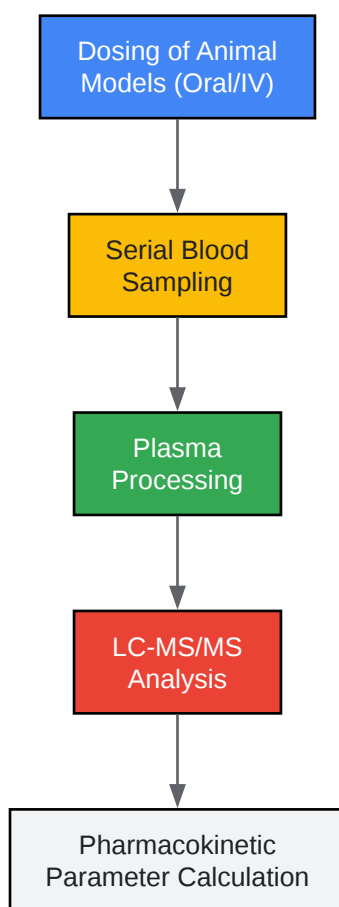 Dosing of Animal
Models (Oral/IV)
Serial Blood
Sampling
Plasma
Processing
LC-MS/MS
Analysis
Pharmacokinetic
Parameter Calculation